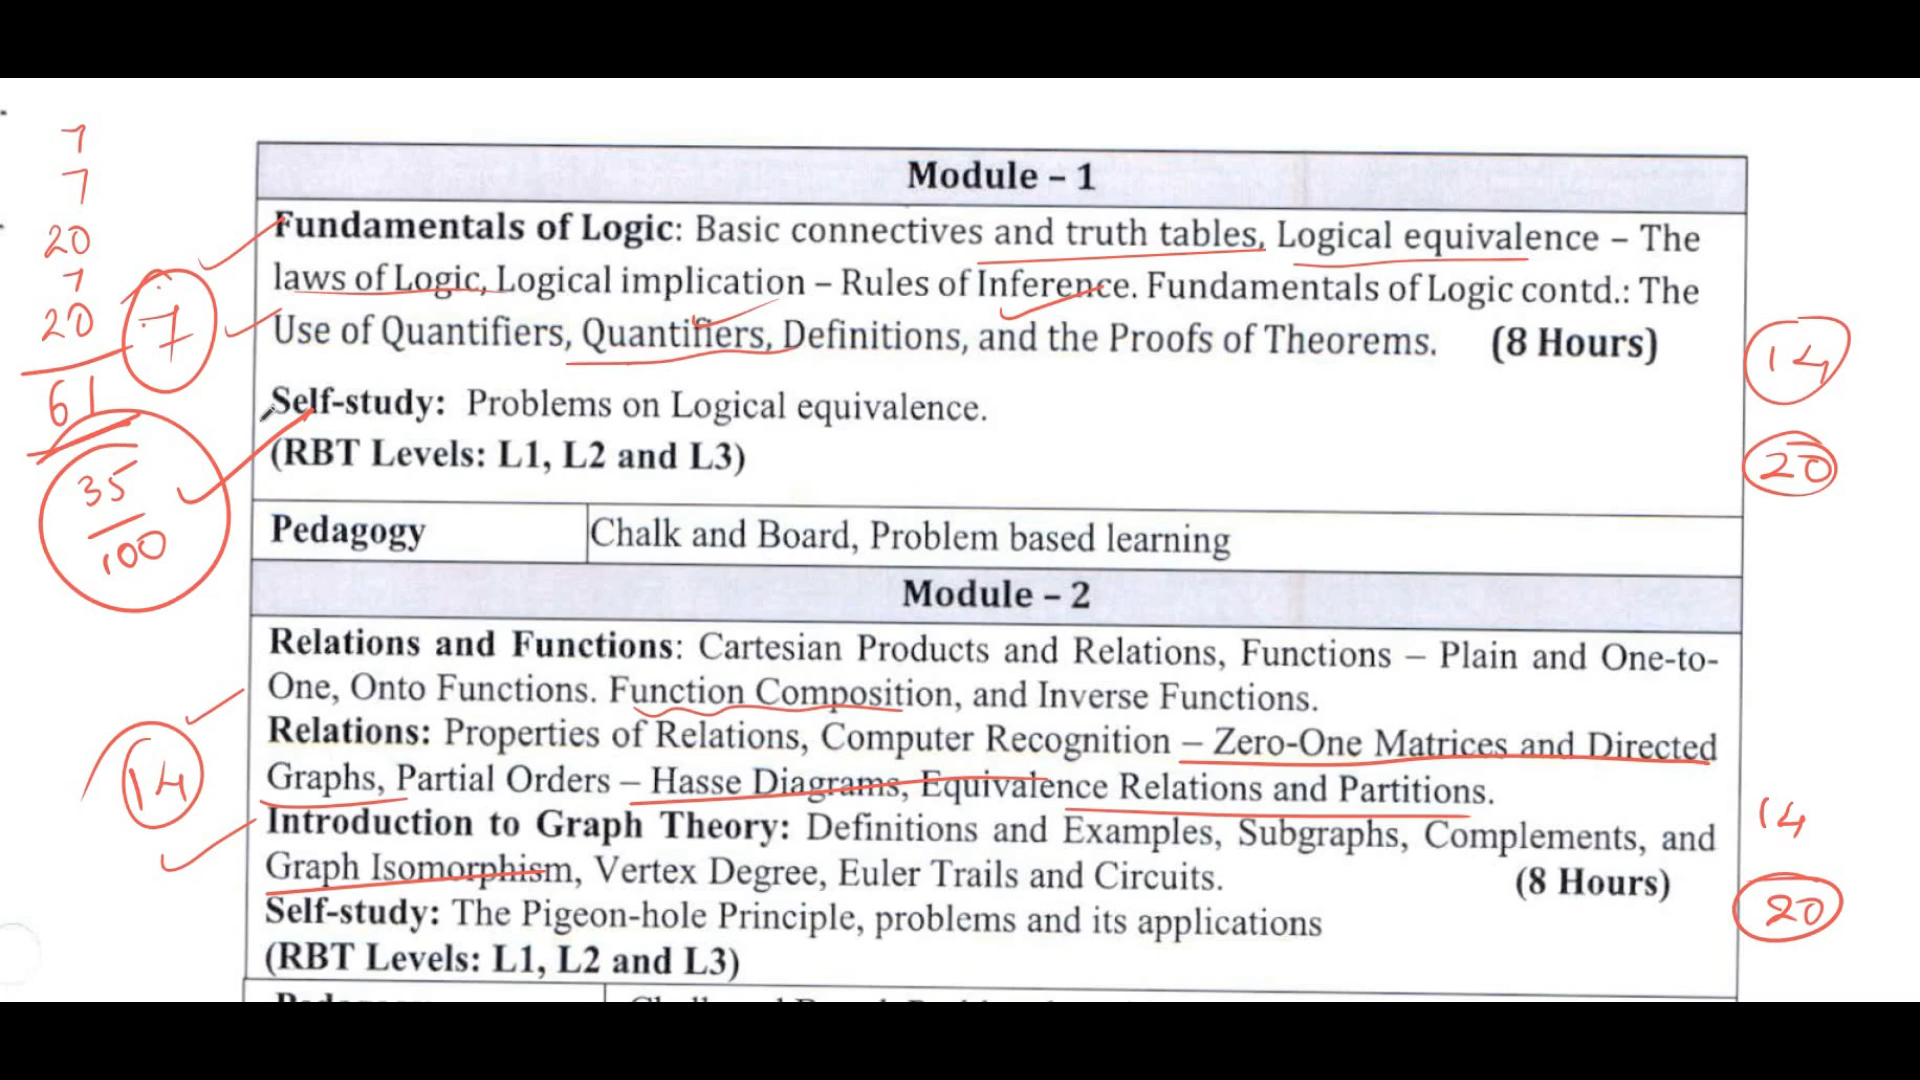 7
7
20
7
20
61
35
100
7
14
Module – 1
Fundamentals of Logic: Basic connectives and truth tables, Logical equivalence – The
laws of Logic, Logical implication – Rules of Inference. Fundamentals of Logic contd.: The
Use of Quantifiers, Quantifiers, Definitions, and the Proofs of Theorems. (8 Hours)
14
Self-study: Problems on Logical equivalence.
(RBT Levels: L1, L2 and L3)
20
Pedagogy Chalk and Board, Problem based learning
Module – 2
Relations and Functions: Cartesian Products and Relations, Functions – Plain and One-to-
One, Onto Functions. Function Composition, and Inverse Functions.
Relations: Properties of Relations, Computer Recognition – Zero-One Matrices and Directed
Graphs, Partial Orders – Hasse Diagrams, Equivalence Relations and Partitions.
Introduction to Graph Theory: Definitions and Examples, Subgraphs, Complements, and
14
Graph Isomorphism, Vertex Degree, Euler Trails and Circuits. (8 Hours)
Self-study: The Pigeon-hole Principle, problems and its applications
20
(RBT Levels: L1, L2 and L3)